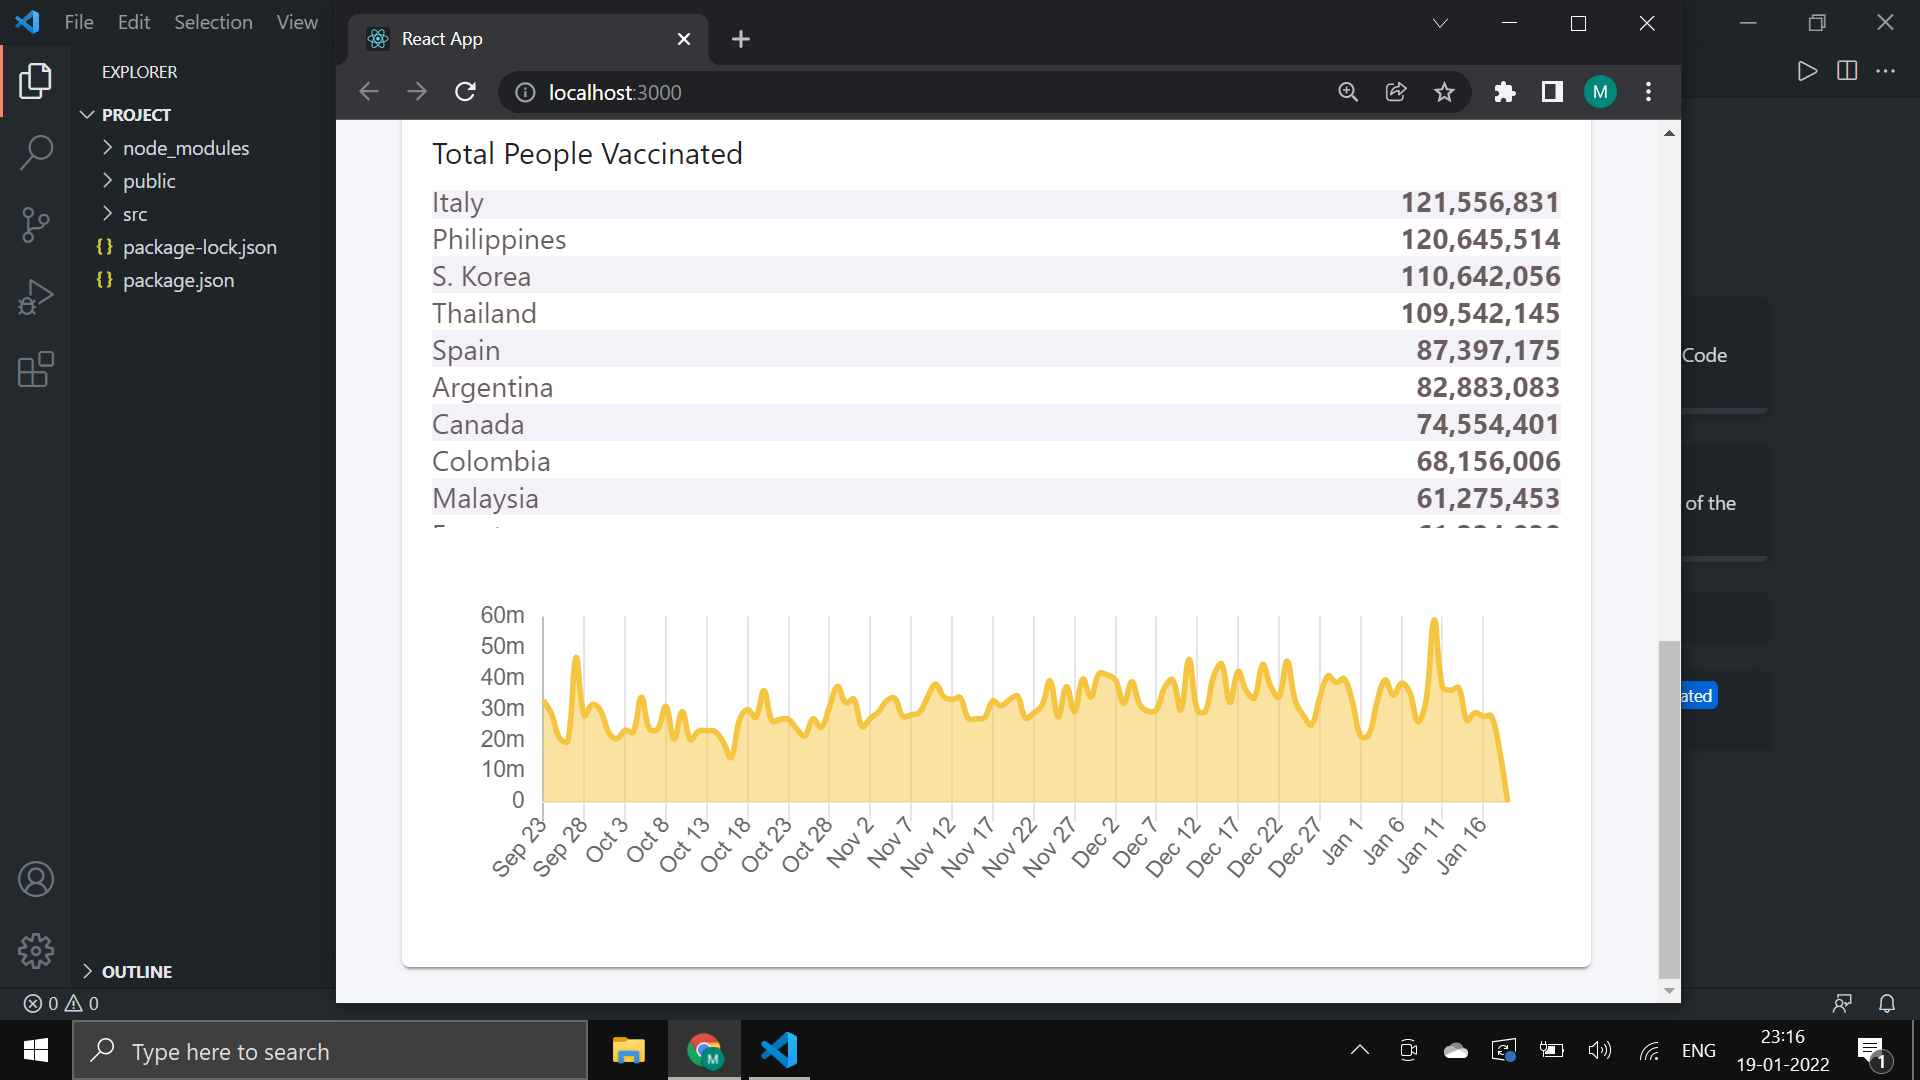 File Edit Selection View
React App
localhost:3000
M
EXPLORER
PROJECT
node_modules
public
src
{} package-lock.json
{} package.json
OUTLINE
0 0
Total People Vaccinated
Italy 121,556,831
Philippines 120,645,514
S. Korea 110,642,056
Thailand 109,542,145
Spain 87,397,175
Argentina 82,883,083
Canada 74,554,401
Colombia 68,156,006
Malaysia 61,275,453
60m
50m
40m
30m
20m
10m
0
Sep 23 Sep 28 Oct 3 Oct 8 Oct 13 Oct 18 Oct 23 Oct 28 Nov 2 Nov 7 Nov 12 Nov 17 Nov 22 Nov 27 Dec 2 Dec 7 Dec 12 Dec 17 Dec 22 Dec 27 Jan 1 Jan 6 Jan 11 Jan 16
Code
of the
ated
Type here to search
M
ENG
23:16
19-01-2022
1